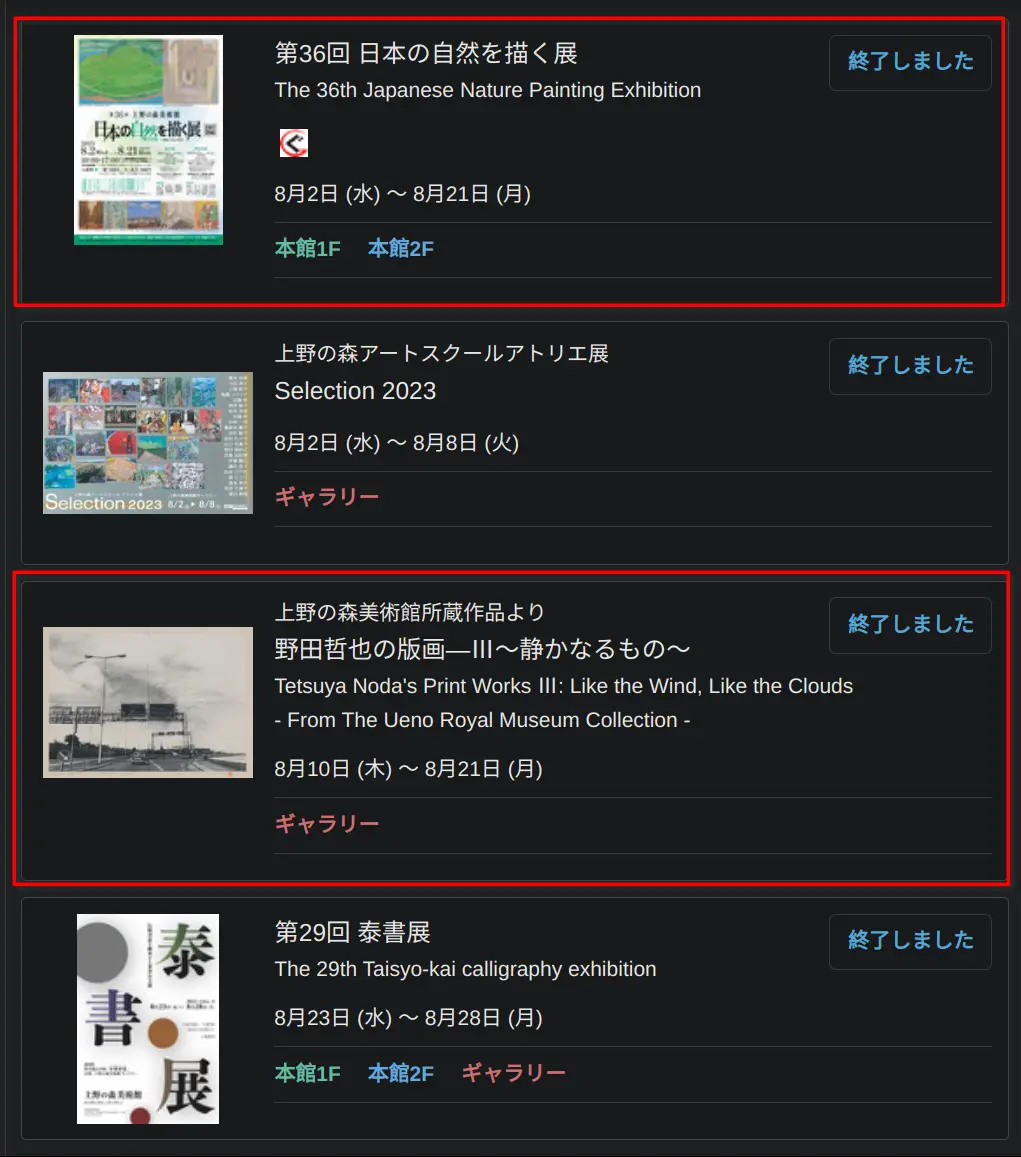 第36回 日本の自然を描く展
終了しました
The 36th Japanese Nature Painting Exhibition
8月2日 (水) 〜 8月21日 (月)
本館1F 本館2F
日本の自然を描く展
上野の森アートスクールアトリエ展
終了しました
Selection 2023
8月2日 (水) 〜 8月8日 (火)
ギャラリー
Selection 2023 8/2 ▶ 8/8
上野の森美術館所蔵作品より
終了しました
野田哲也の版画―Ⅲ〜静かなるもの〜
Tetsuya Noda's Print Works Ⅲ: Like the Wind, Like the Clouds
- From The Ueno Royal Museum Collection -
8月10日 (木) 〜 8月21日 (月)
ギャラリー
第29回 泰書展
終了しました
The 29th Taisyo-kai calligraphy exhibition
8月23日 (水) 〜 8月28日 (月)
本館1F 本館2F ギャラリー
泰
書
展
上野の森美術館